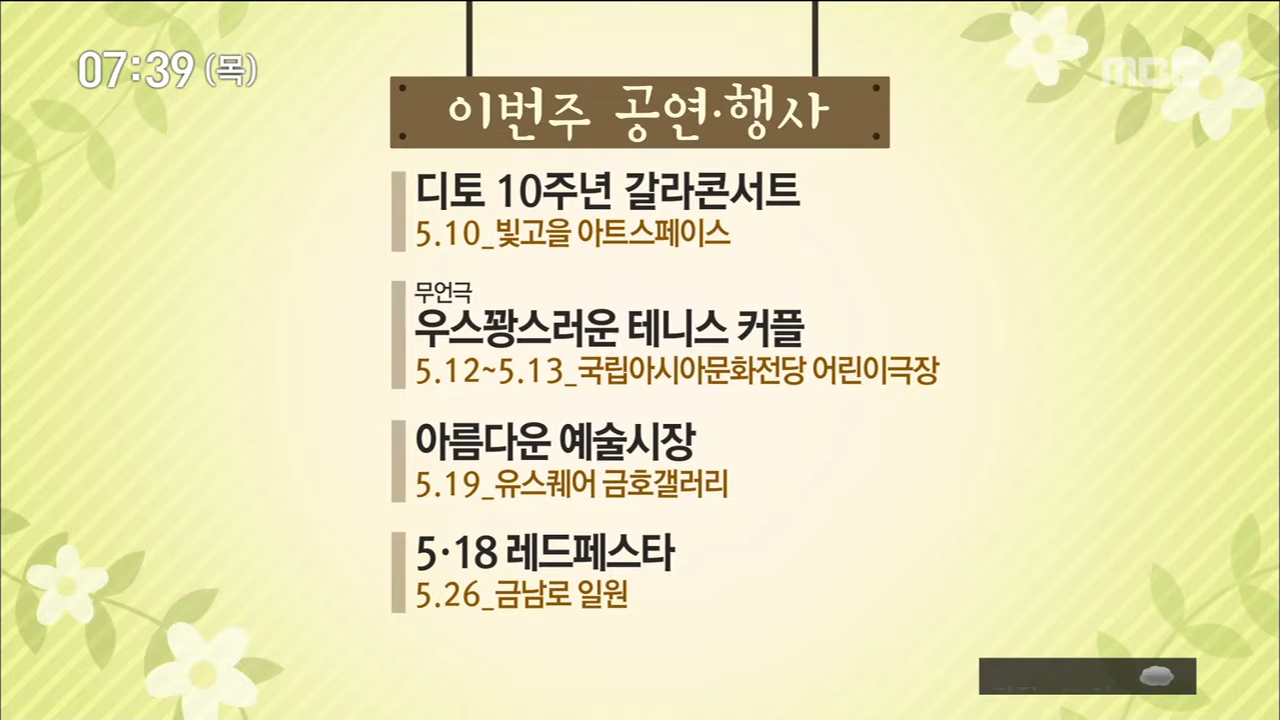 07:39 (목)
MBC
이번주 공연·행사
디토 10주년 갈라콘서트
5.10_빛고을 아트스페이스
무언극
우스꽝스러운 테니스 커플
5.12~5.13_국립아시아문화전당 어린이극장
아름다운 예술시장
5.19_유스퀘어 금호갤러리
5·18 레드페스타
5.26_금남로 일원